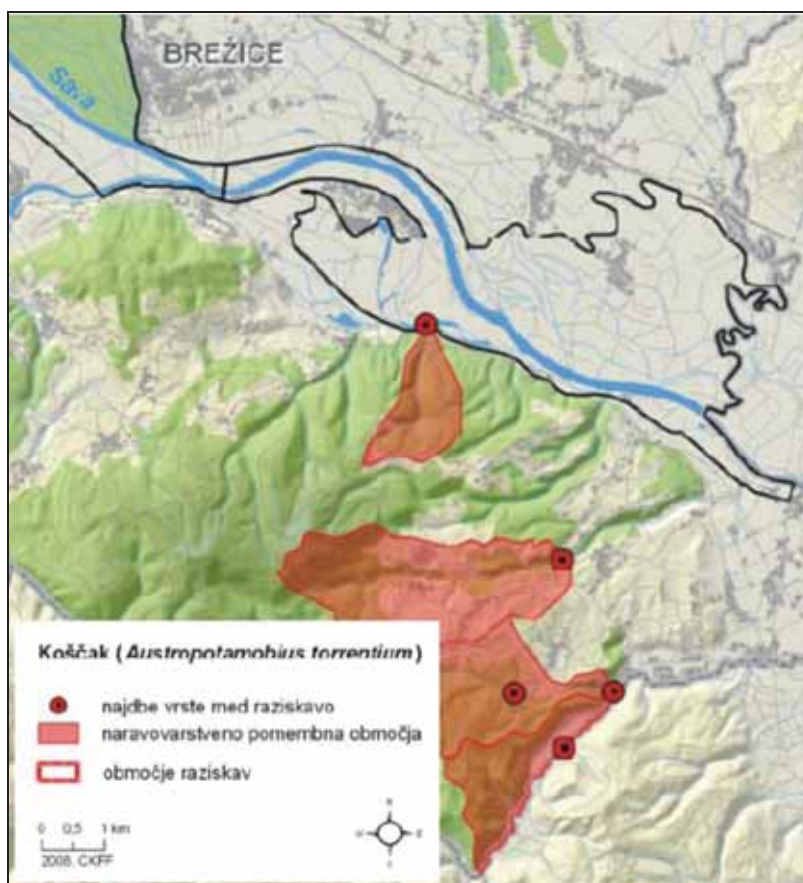 BREŽICE
Sava
Koščak (Austropotamobius torrentium)
najdbe vrste med raziskavo
naravovarstveno pomembna območja
območje raziskav
0 0,5 1 km
2008, CKFF